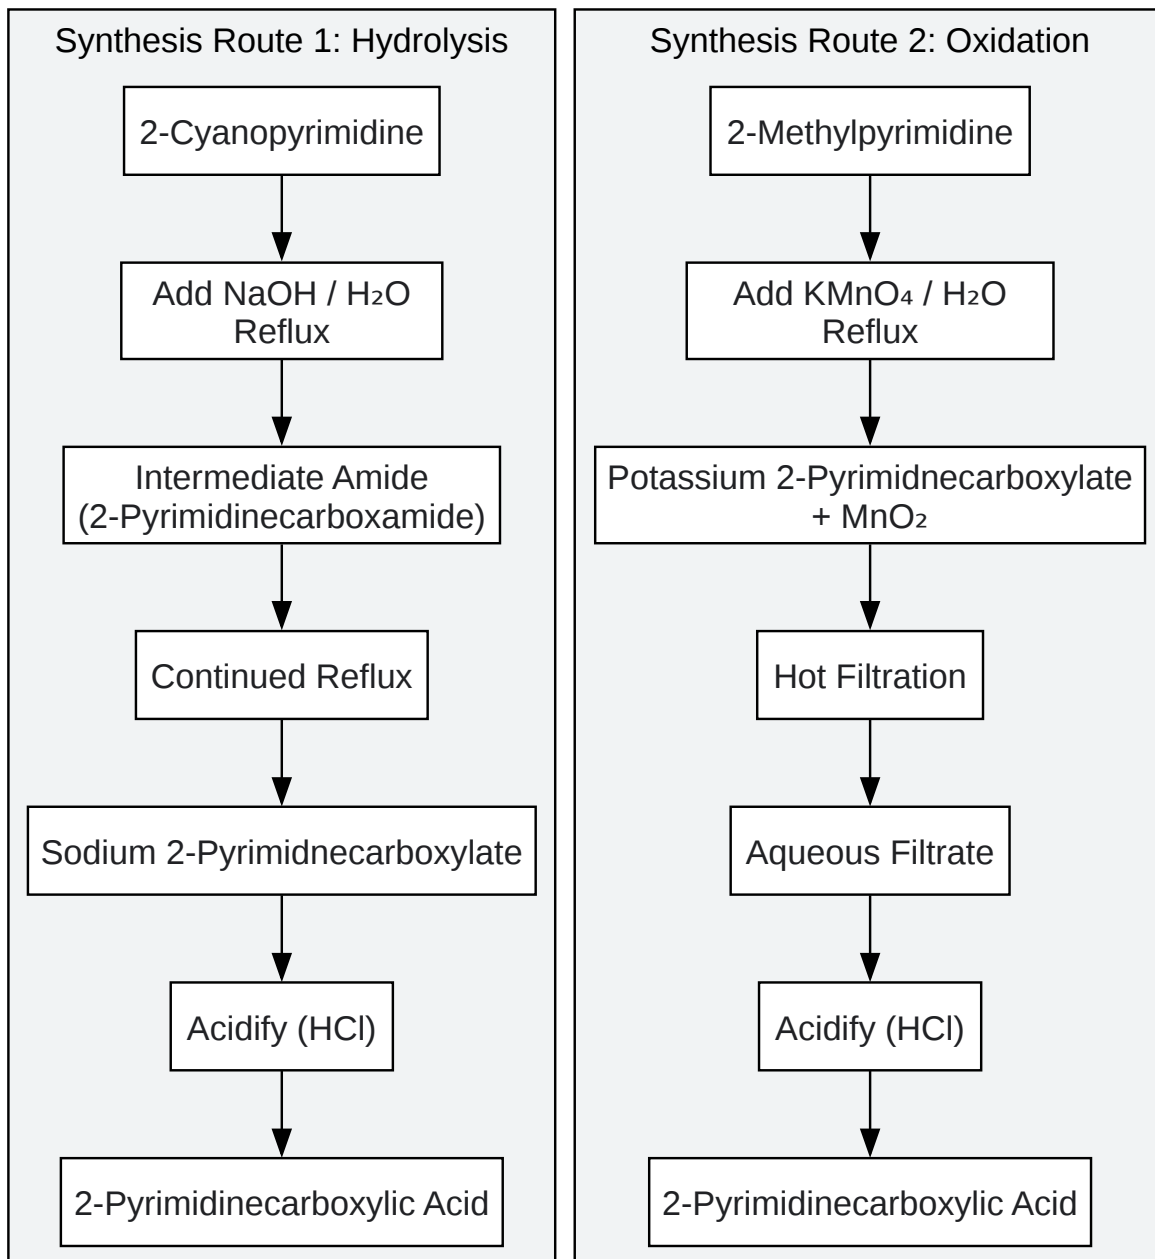 Synthesis Route 1: Hydrolysis
2-Cyanopyrimidine
Add NaOH / H₂O
Reflux
Intermediate Amide
(2-Pyrimidinecarboxamide)
Continued Reflux
Sodium 2-Pyrimidnecarboxylate
Acidify (HCl)
2-Pyrimidinecarboxylic Acid
Synthesis Route 2: Oxidation
2-Methylpyrimidine
Add KMnO₄ / H₂O
Reflux
Potassium 2-Pyrimidnecarboxylate
+ MnO₂
Hot Filtration
Aqueous Filtrate
Acidify (HCl)
2-Pyrimidinecarboxylic Acid